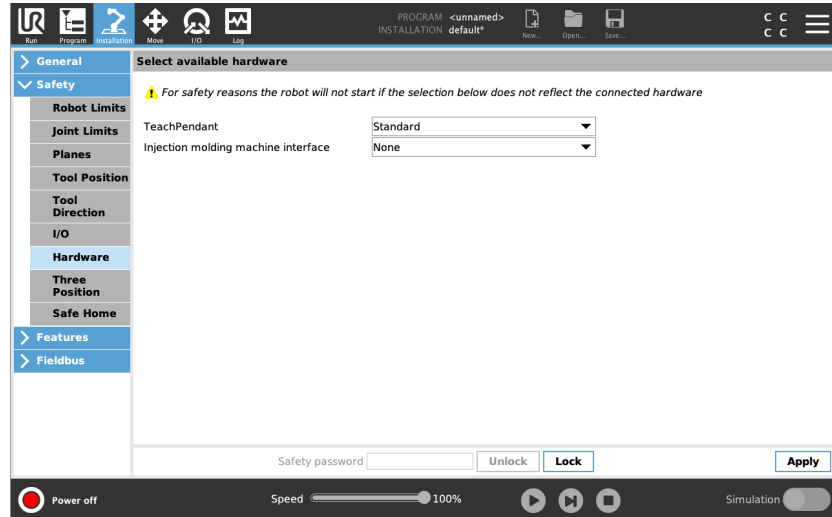 PROGRAM <unnamed>
INSTALLATION default*
C C
C C
Run
Program
Installation
Move
I/O
Log
New...
Open...
Save...
General
Safety
Robot Limits
Joint Limits
Planes
Tool Position
Tool
Direction
I/O
Hardware
Three
Position
Safe Home
Features
Fieldbus
Select available hardware
For safety reasons the robot will not start if the selection below does not reflect the connected hardware
TeachPendant Standard
Injection molding machine interface None
Safety password Unlock Lock Apply
Power off Speed 100% Simulation